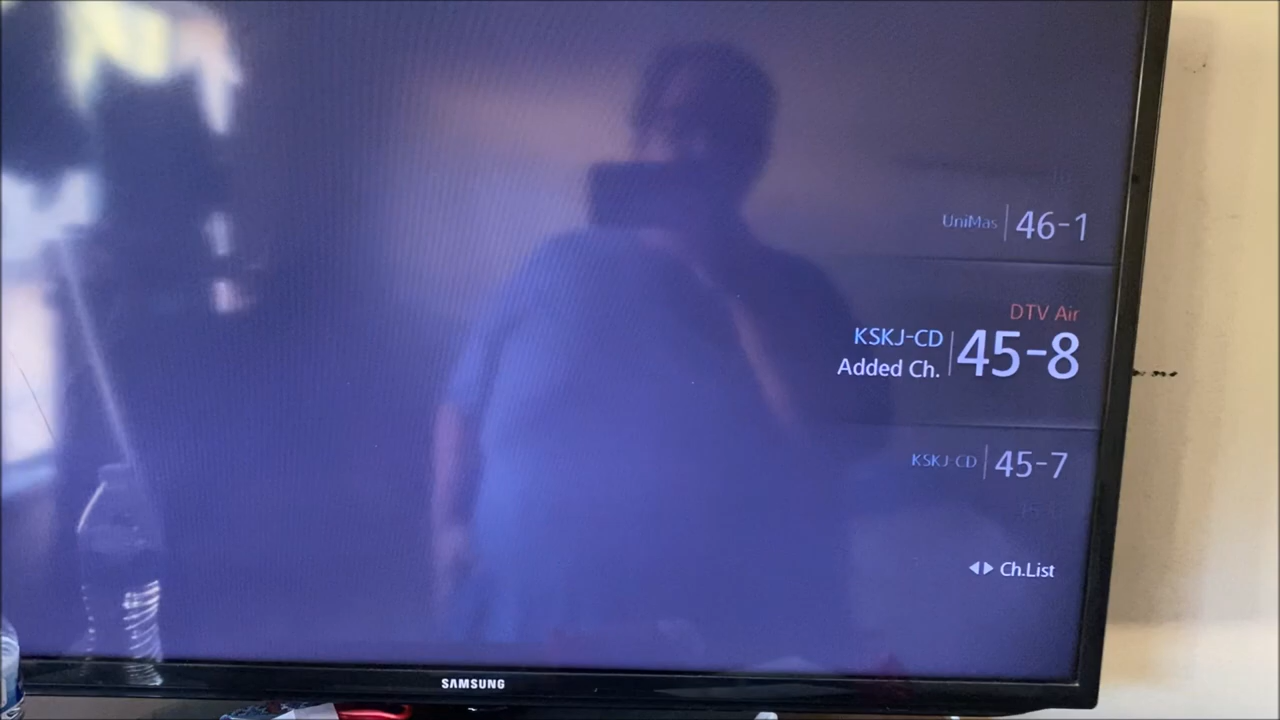 UniMas 46-1
DTV Air
KSKJ-CD
Added Ch.
45-8
KSKJ-CD 45-7
Ch.List
SAMSUNG